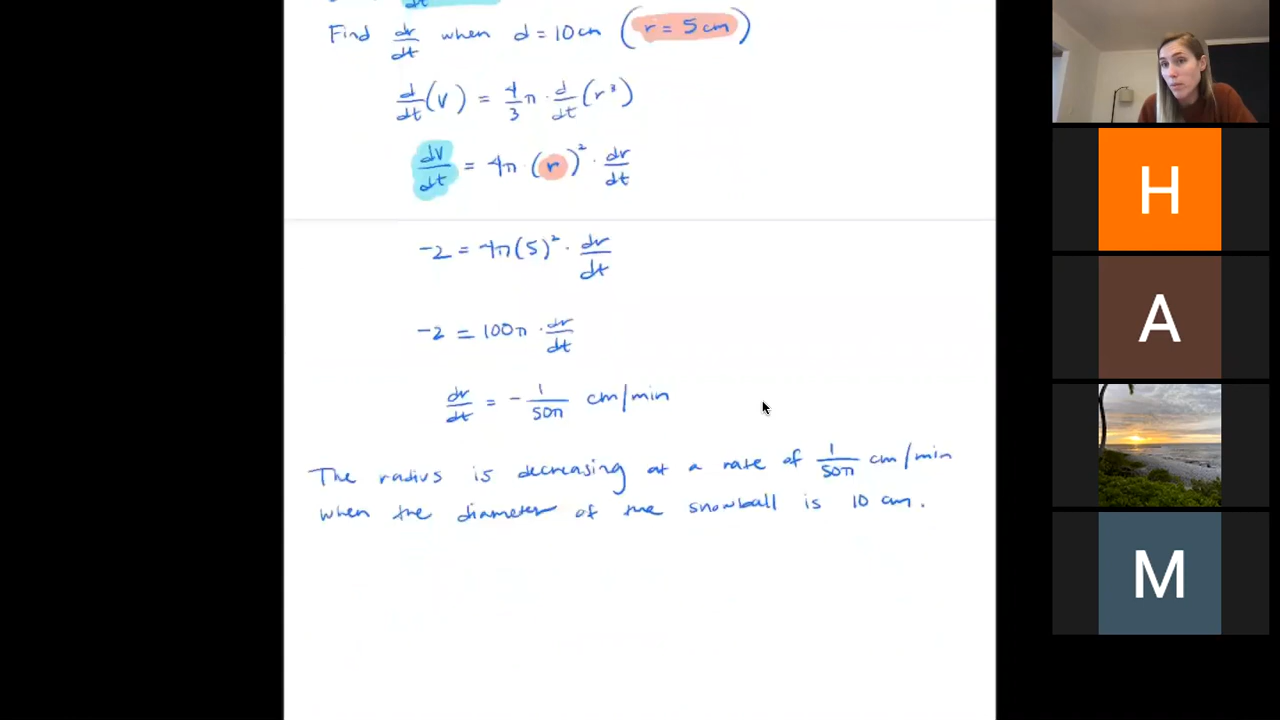 dt
Find dr/dt when d = 10 cm (r = 5 cm)
d/dt (V) = 4/3 π · d/dt (r³)
dV/dt = 4π · (r)² · dr/dt
-2 = 4π(5)² · dr/dt
-2 = 100π · dr/dt
dr/dt = - 1/50π cm/min
The radius is decreasing at a rate of 1/50π cm/min
when the diameter of the snowball is 10 cm.
H
A
M